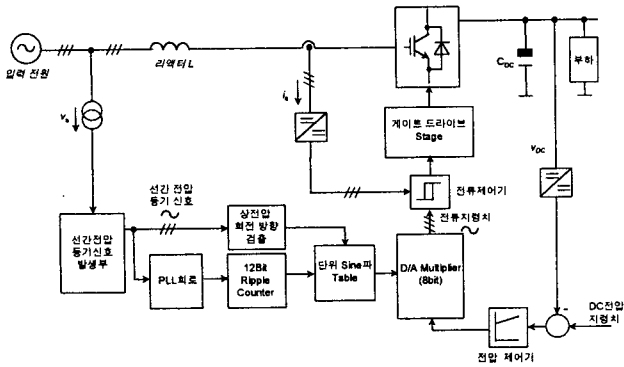 입력 전원
리액터 L
C_DC
부하
v_s
i_s
게이트 드라이브
Stage
v_DC
선간 전압
동기 신호
상전압
회전 방향
검출
전류제어기
전류지령치
선간전압
동기신호
발생부
PLL회로
12Bit
Ripple
Counter
단위 Sine파
Table
D/A Multiplier
(8bit)
-
DC전압
지령치
전압 제어기